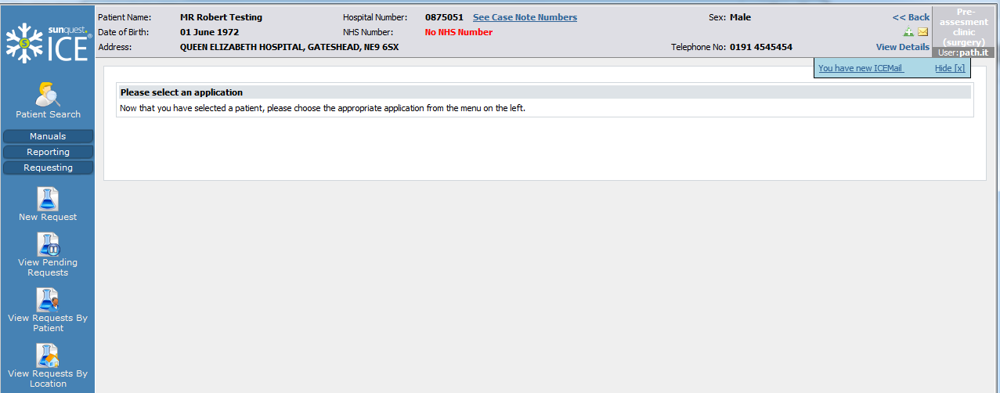 sunquest.
ICE®
S
Patient Name: MR Robert Testing Hospital Number: 0875051 See Case Note Numbers Sex: Male << Back
Date of Birth: 01 June 1972 NHS Number: No NHS Number
Address: QUEEN ELIZABETH HOSPITAL, GATESHEAD, NE9 6SX Telephone No: 0191 4545454 View Details
Pre-
assesment
clinic
(surgery)
User:path.it
You have new ICEMail Hide [x]
Please select an application
Now that you have selected a patient, please choose the appropriate application from the menu on the left.
Patient Search
Manuals
Reporting
Requesting
New Request
View Pending
Requests
View Requests By
Patient
View Requests By
Location